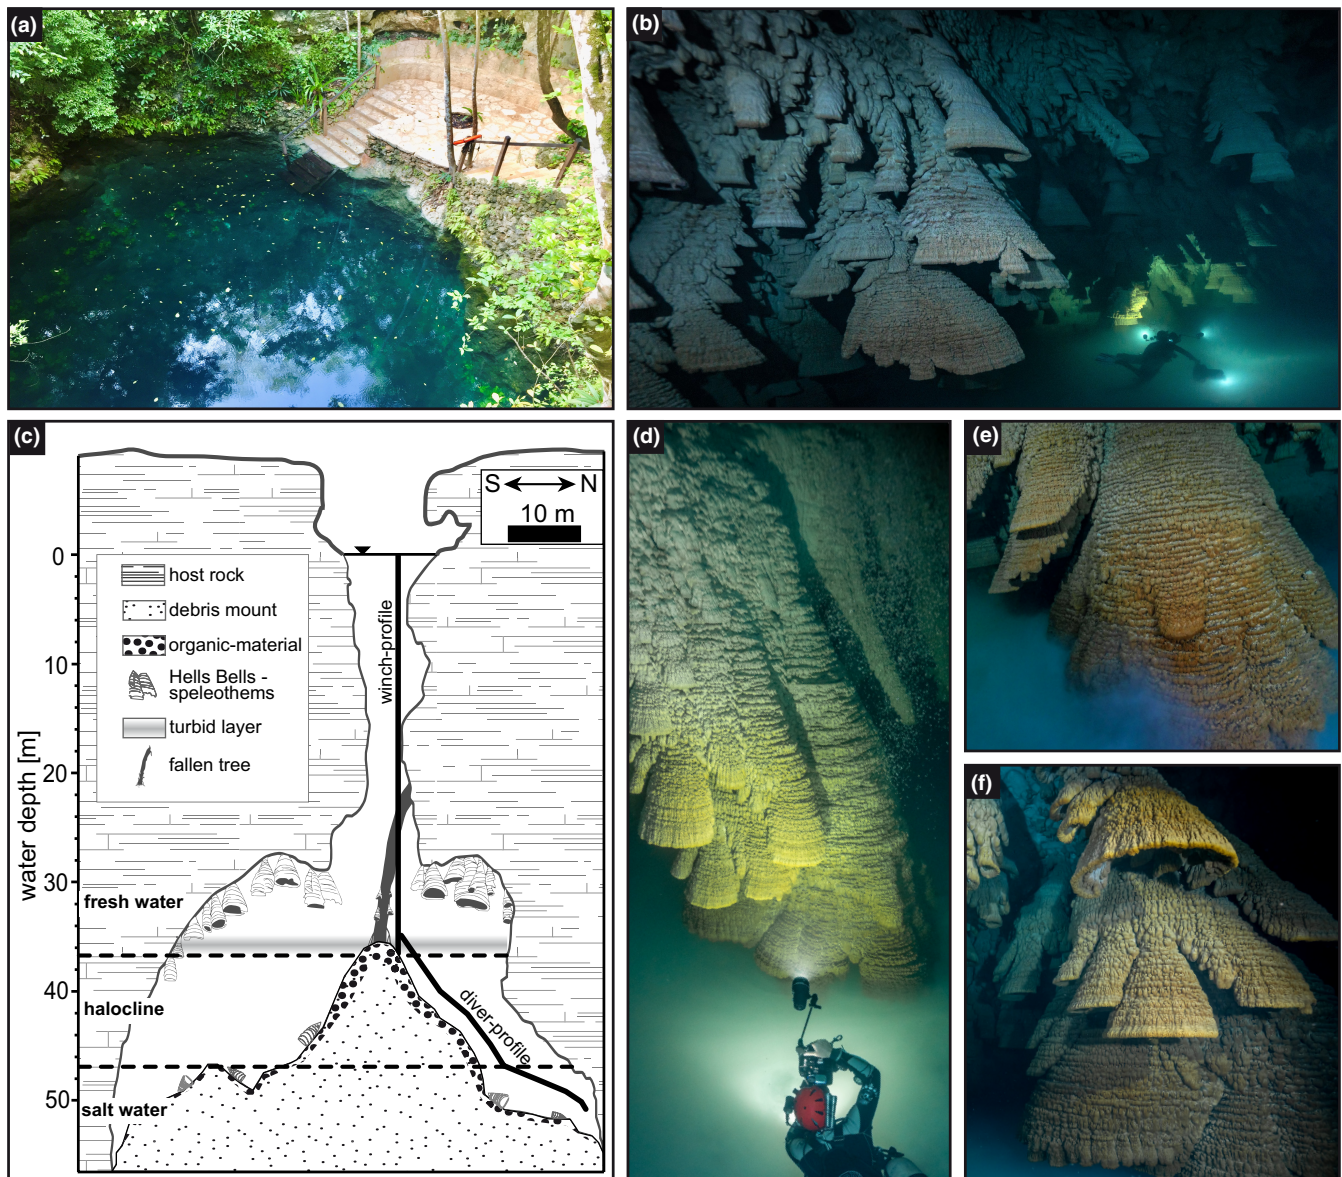 (a)
(b)
(c)
S N
10 m
0
10
20
30
40
50
water depth [m]
host rock
debris mount
organic-material
Hells Bells -
speleothems
turbid layer
fallen tree
winch-profile
fresh water
halocline
diver-profile
salt water
(d)
(e)
(f)